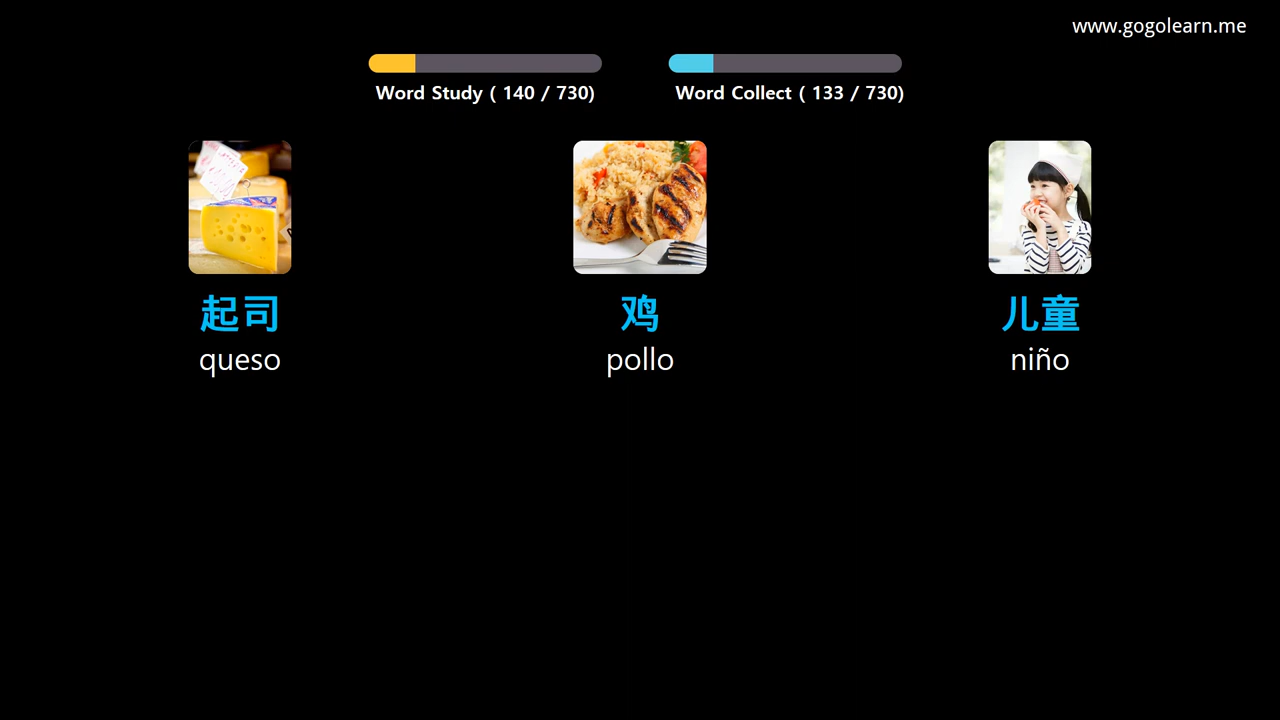 www.gogolearn.me
Word Study ( 140 / 730)
Word Collect ( 133 / 730)
起司
鸡
儿童
queso
pollo
niño